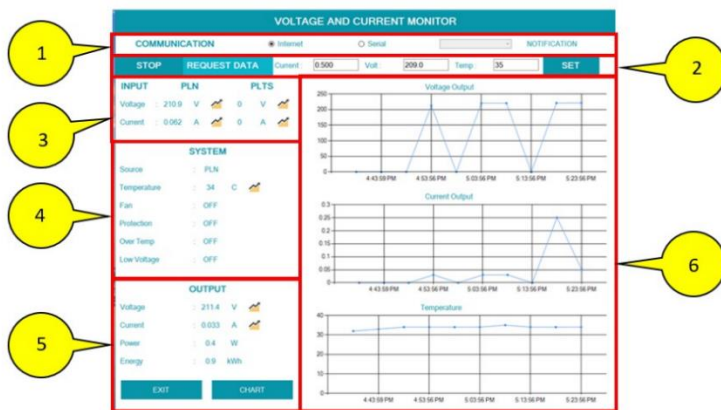 VOLTAGE AND CURRENT MONITOR
1
COMMUNICATION Internet Serial NOTIFICATION
STOP REQUEST DATA Current : 0.500 Volt : 209.0 Temp : 35 SET
2
INPUT PLN PLTS
Voltage : 210.9 V 0 V
Current : 0.062 A 0 A
3
SYSTEM
Source : PLN
Temperature : 34 C
Fan : OFF
Protection : OFF
Over Temp : OFF
Low Voltage : OFF
4
OUTPUT
Voltage : 211.4 V
Current : 0.033 A
Power : 0.4 W
Energy : 0.9 kWh
EXIT CHART
5
Voltage Output
250
200
150
100
50
0
4:43:59 PM 4:53:56 PM 5:03:56 PM 5:13:56 PM 5:23:56 PM
Current Output
0.3
0.25
0.2
0.15
0.1
0.05
0
4:43:59 PM 4:53:56 PM 5:03:56 PM 5:13:56 PM 5:23:56 PM
6
Temperature
40
30
20
10
0
4:43:59 PM 4:53:56 PM 5:03:56 PM 5:13:56 PM 5:23:56 PM